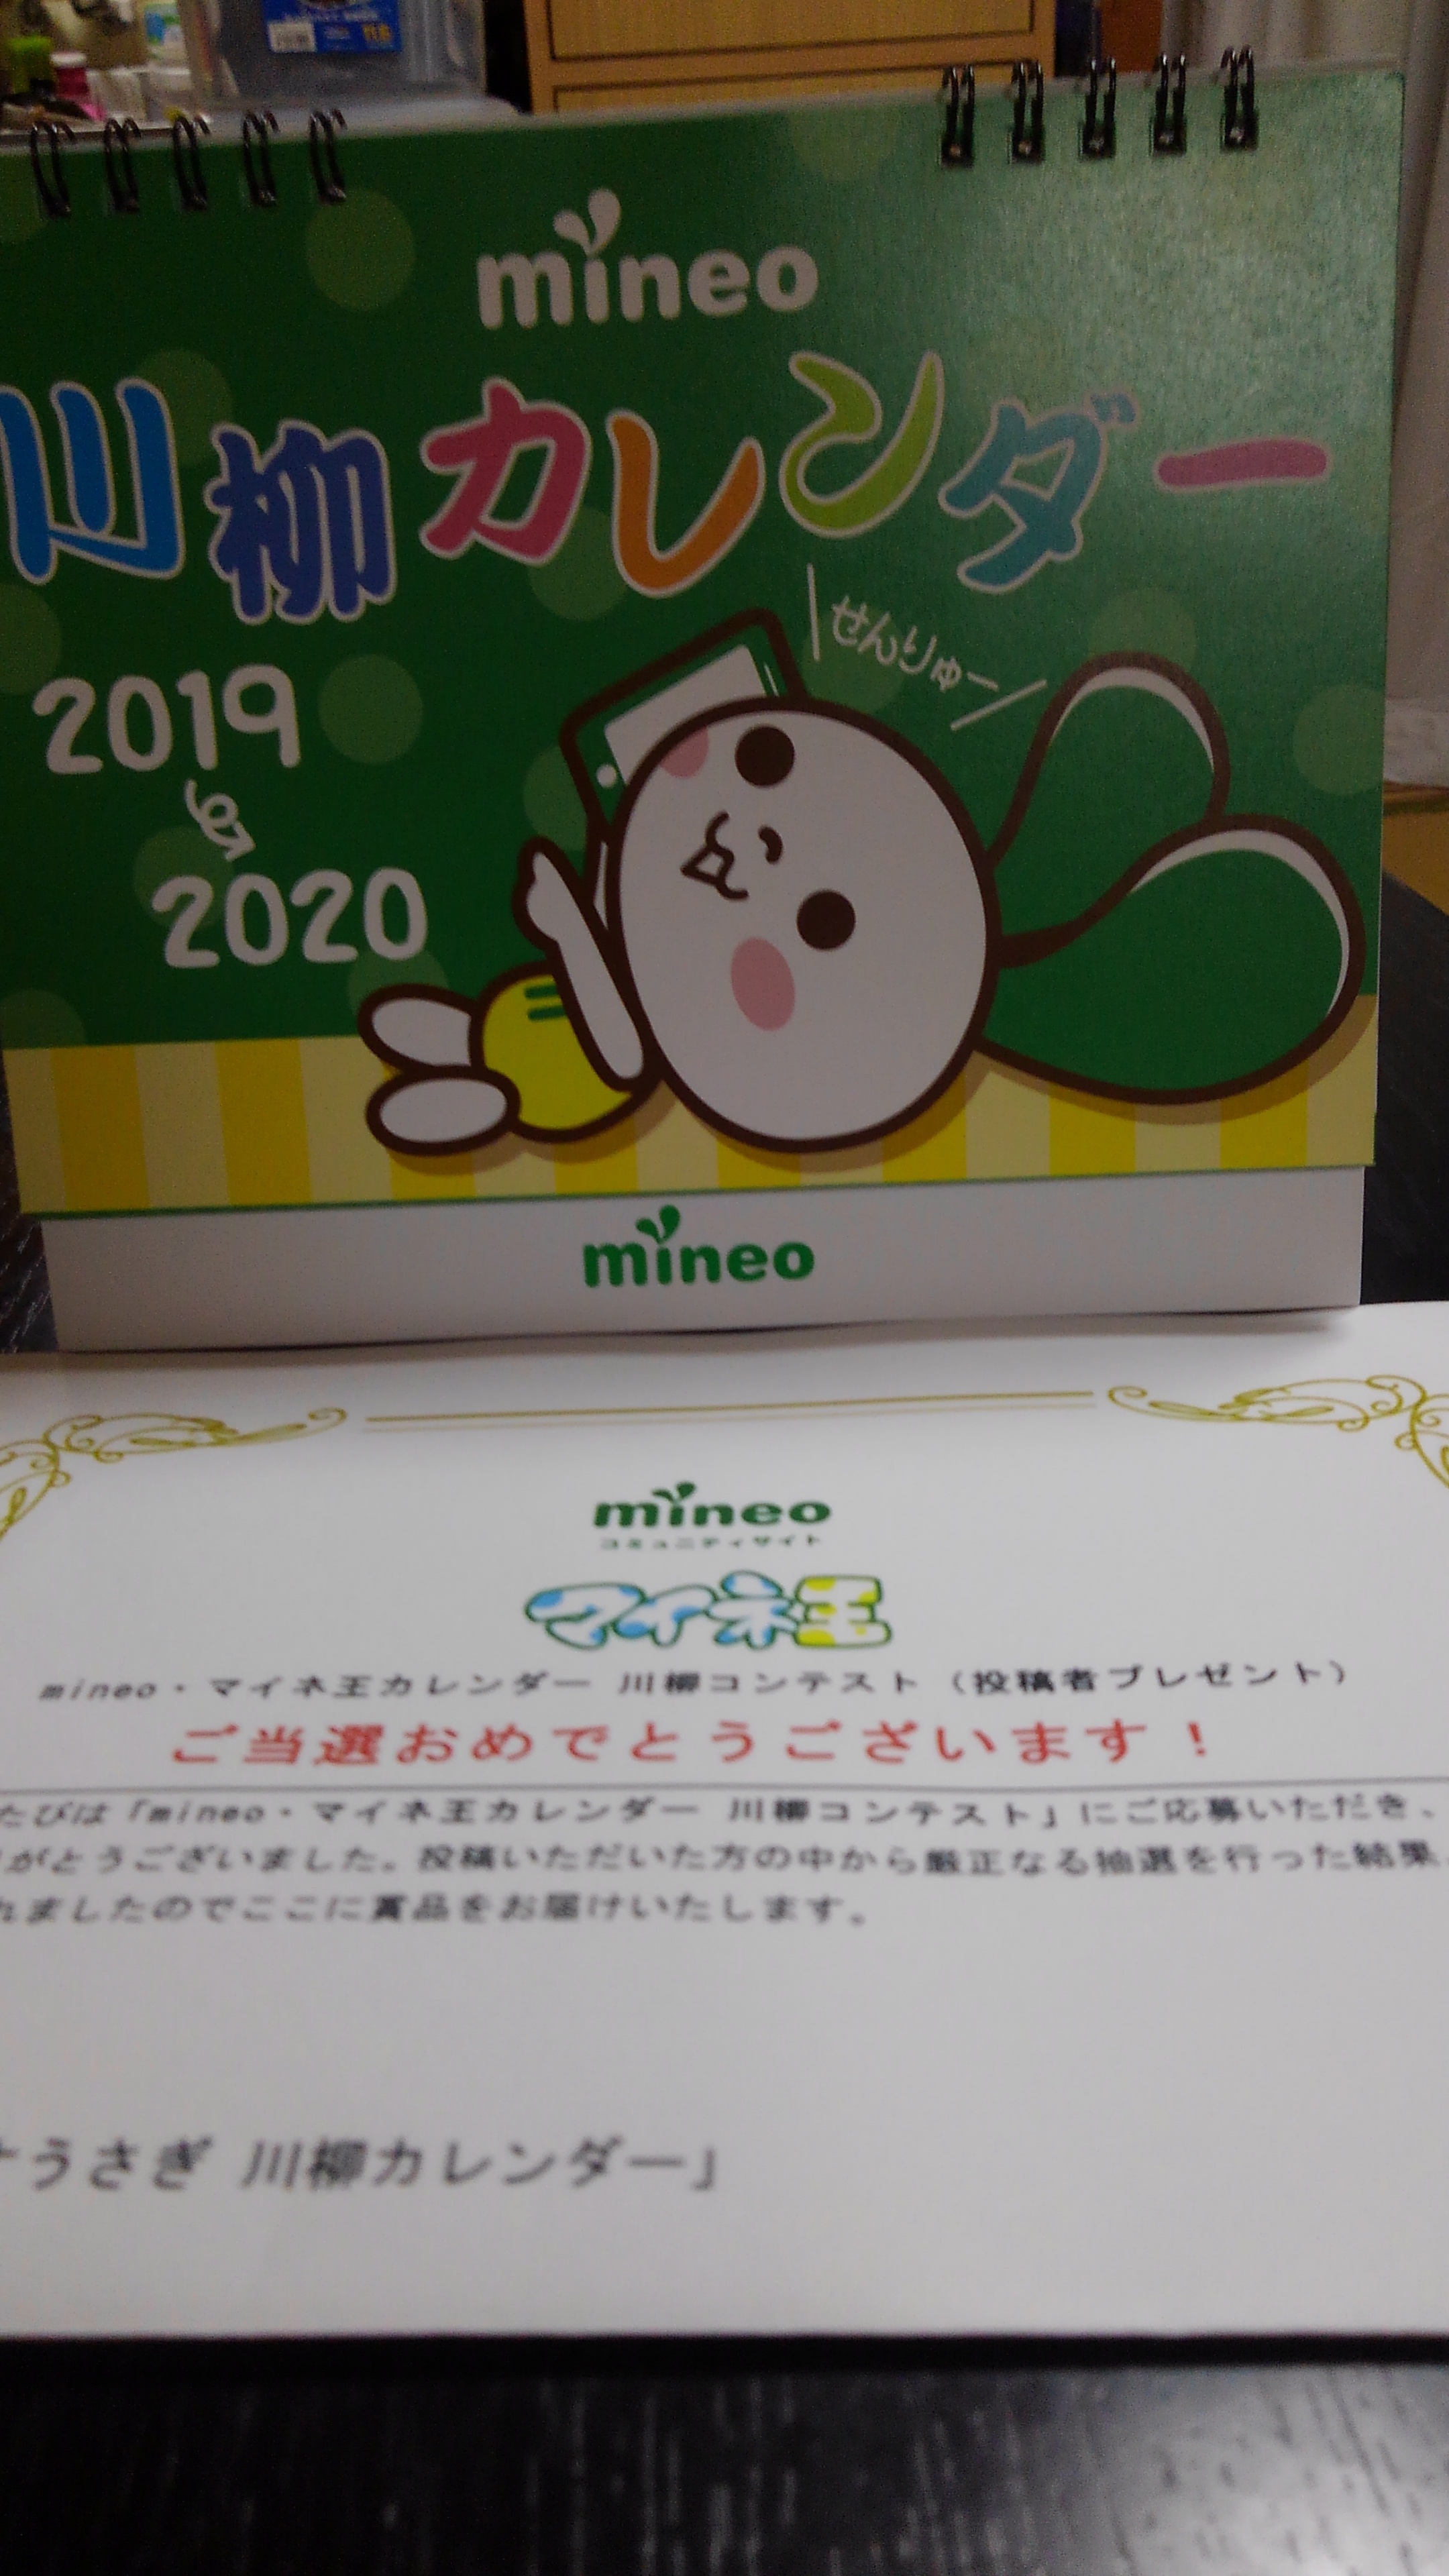 mineo
川柳カレンダー
せんりゅー
2019
2020
mineo
mineo
コミュニティサイト
マイネ王
mineo・マイネ王カレンダー 川柳コンテスト（投稿者プレゼント）
ご当選おめでとうございます！
たびは「mineo・マイネ王カレンダー 川柳コンテスト」にご応募いただき、
がとうございました。投稿いただいた方の中から厳正なる抽選を行った結果、
れましたのでここに賞品をお届けいたします。
うさぎ 川柳カレンダー」